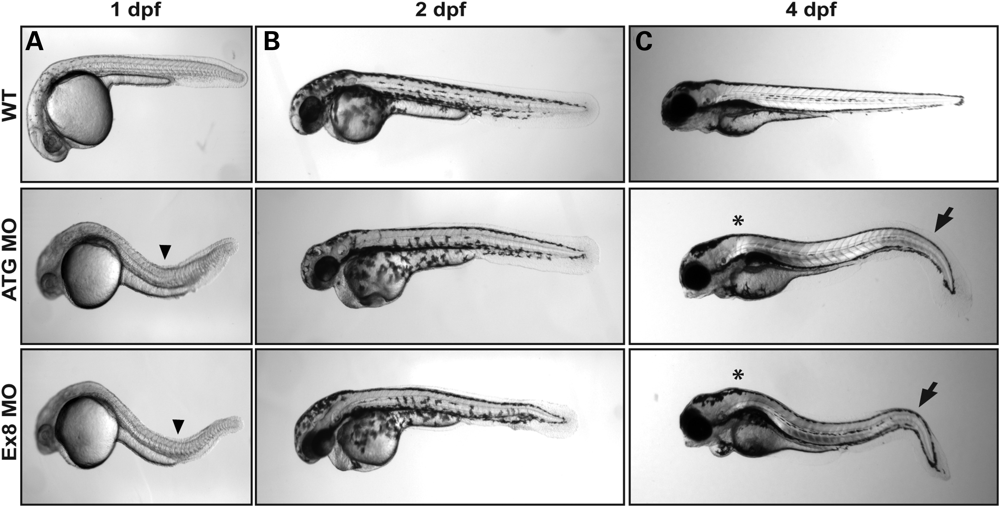 1 dpf
2 dpf
4 dpf
A
B
C
WT
ATG MO
*
Ex8 MO
*